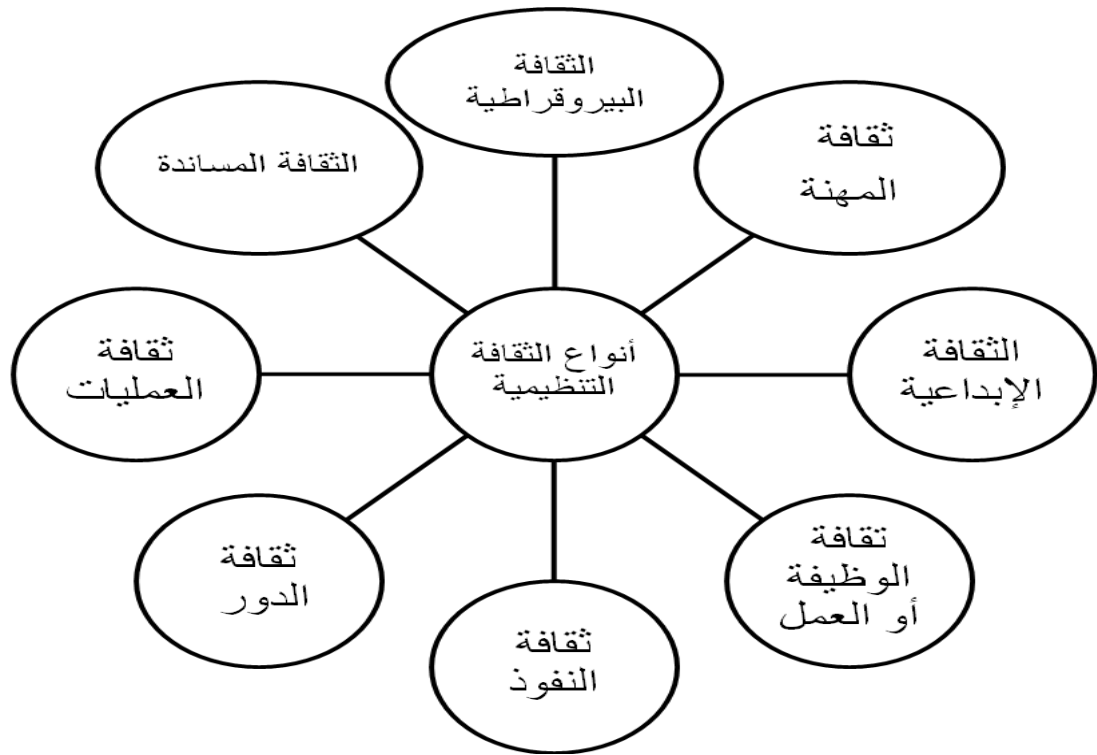 الثقافة
البيروقراطية
ثقافة
المهنة
الثقافة المساندة
أنواع الثقافة
التنظيمية
الثقافة
الإبداعية
ثقافة
العمليات
تقافة
الوظيفة
أو العمل
ثقافة
الدور
ثقافة
النفوذ